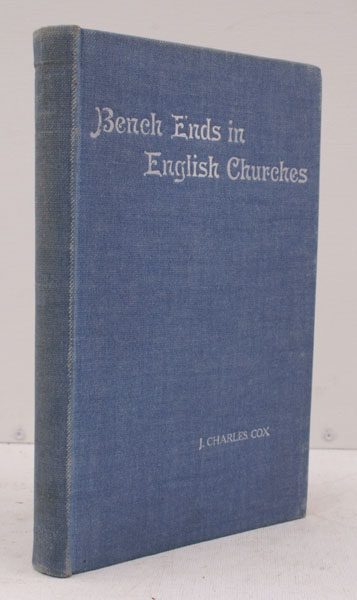 Bench Ends in
English Churches
J. CHARLES COX